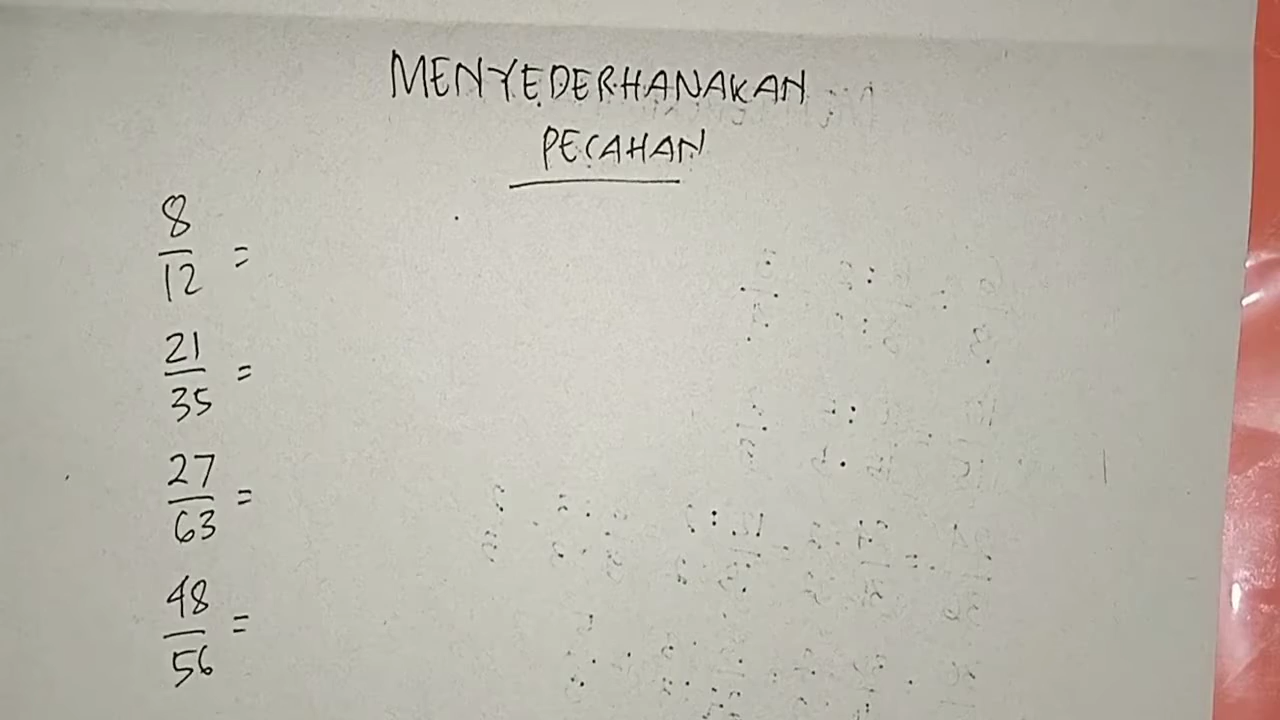 MENYEDERHANAKAN
PECAHAN
8/12 =
21/35 =
27/63 =
48/56 =